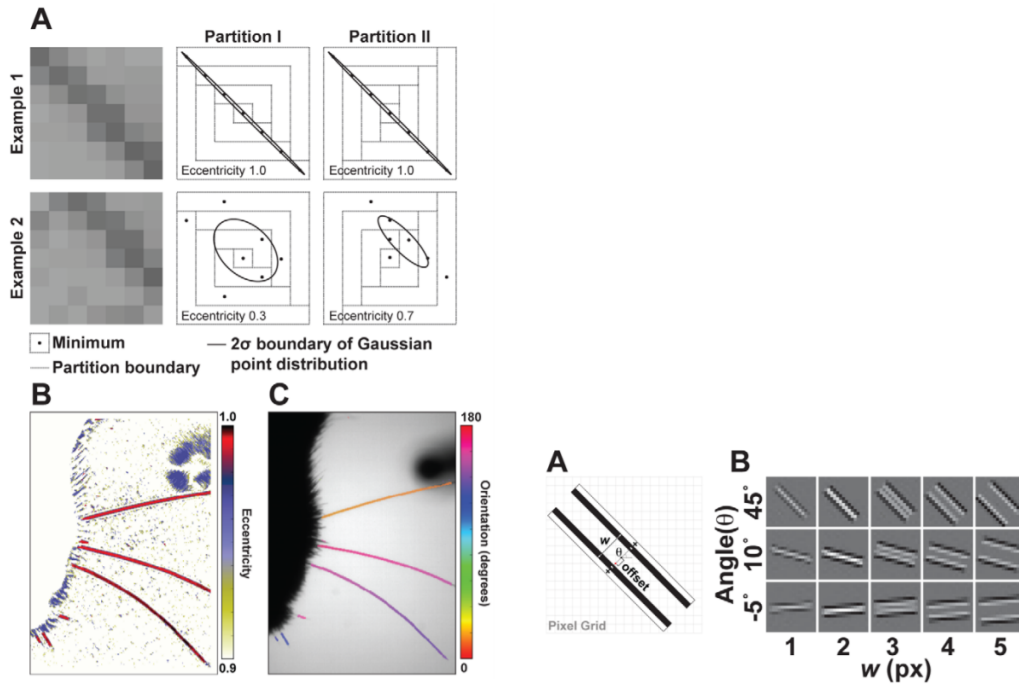 A
Partition I
Partition II
Example 1
Eccentricity 1.0
Eccentricity 1.0
Example 2
Eccentricity 0.3
Eccentricity 0.7
Minimum
Partition boundary
2σ boundary of Gaussian
point distribution
B
1.0
Eccentricity
0.9
C
180
Orientation (degrees)
0
A
w
θ
offset
Pixel Grid
B
Angle(θ)
45°
10°
-5°
1 2 3 4 5
w (px)